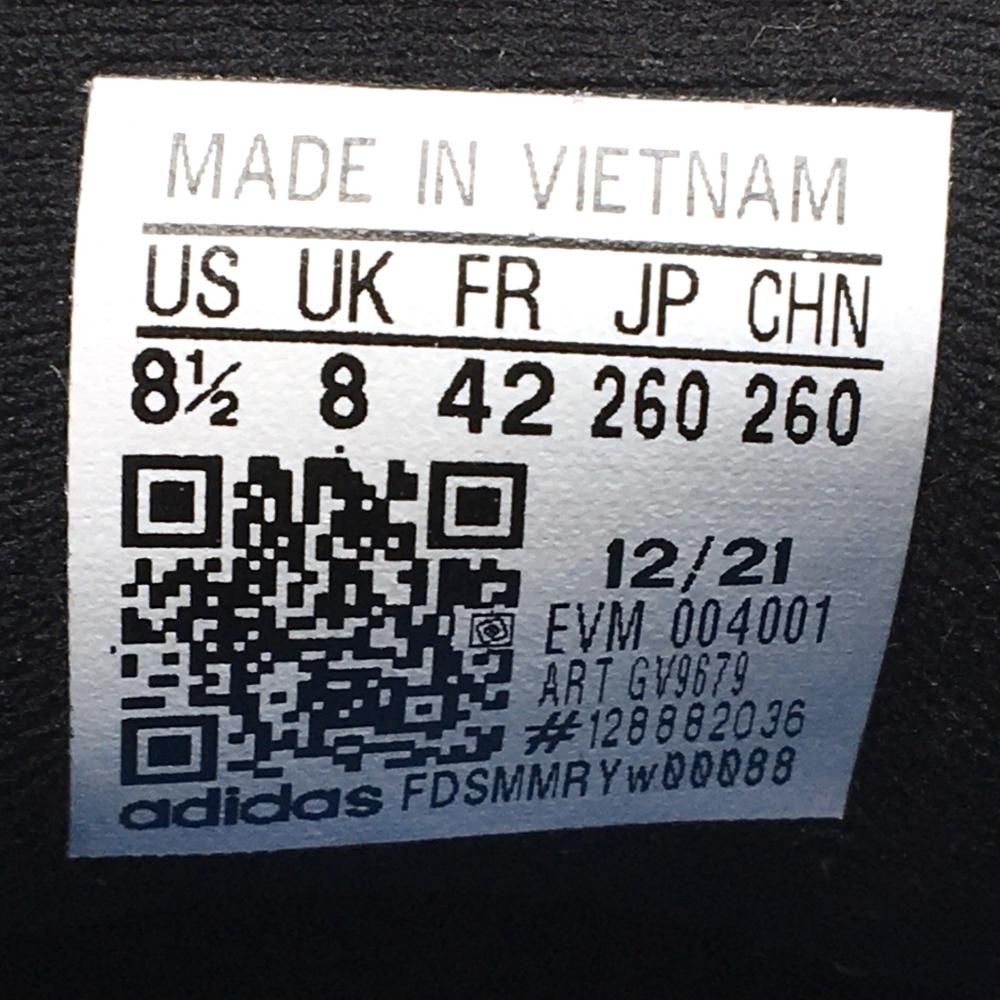 MADE IN VIETNAM
US UK FR JP CHN
8½ 8 42 260 260
12/21
EVM 004001
ART GV9679
#128882036
adidas FDSMMRYw00088